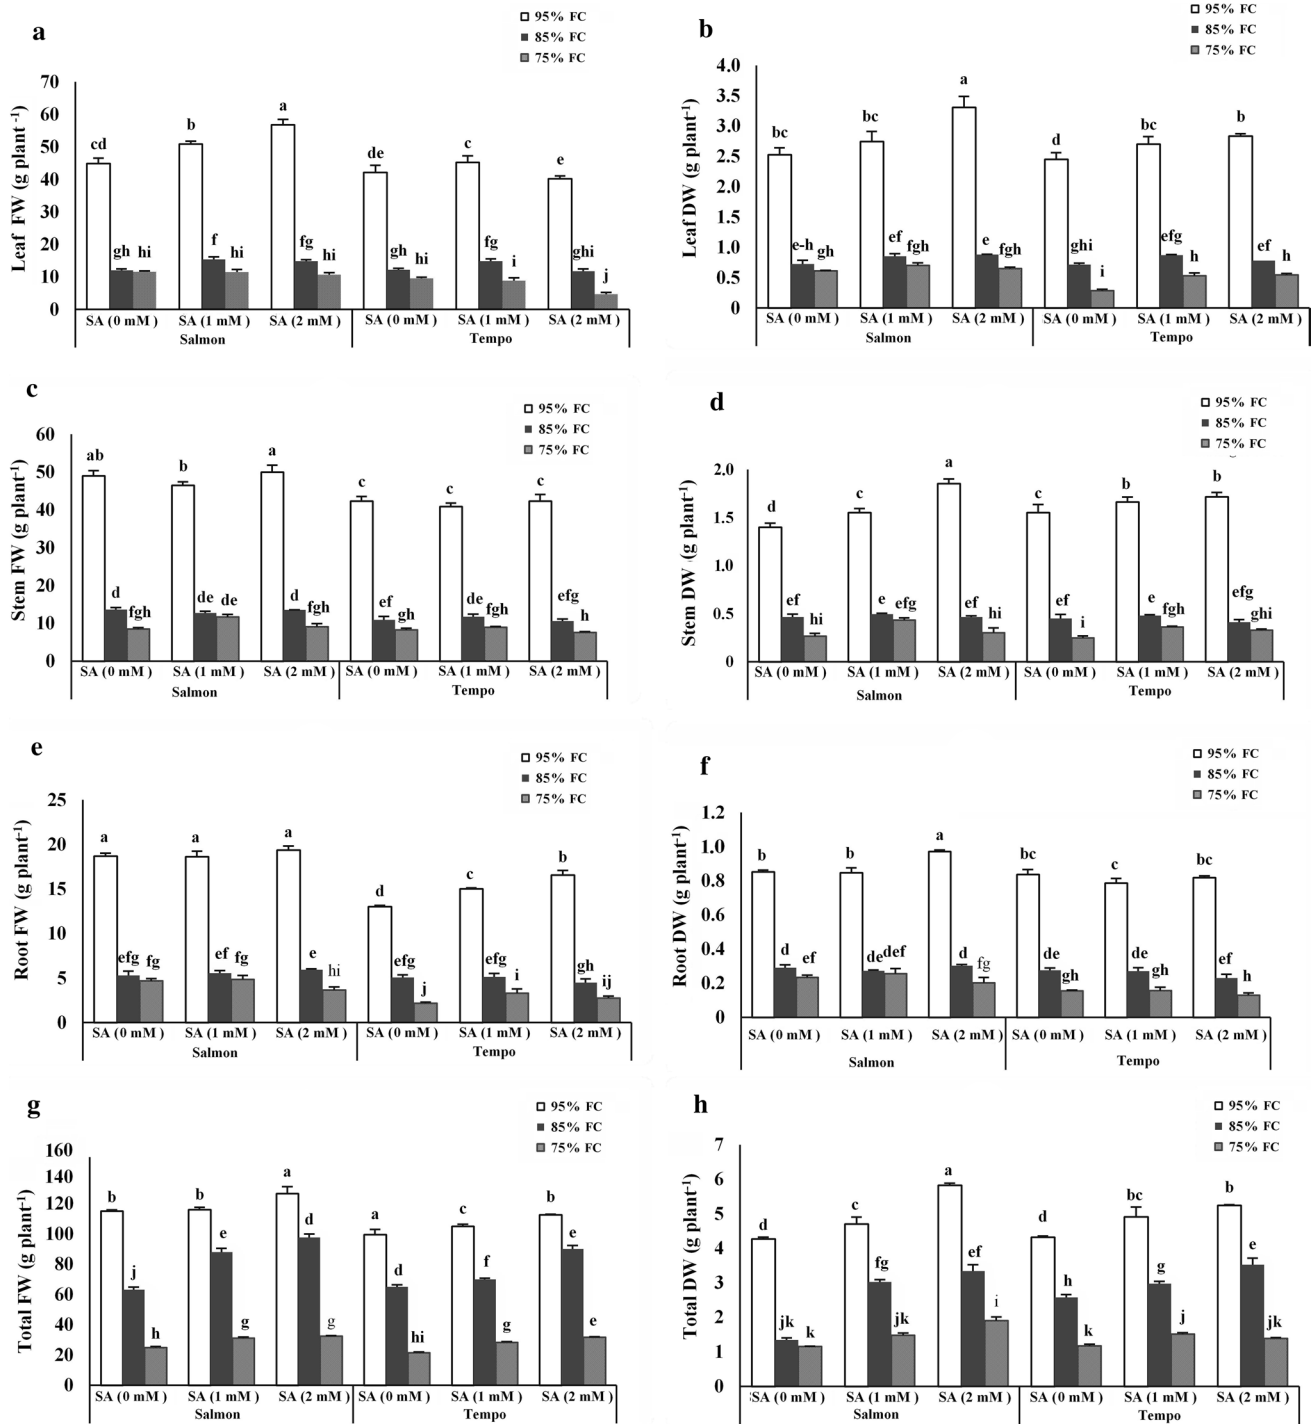 a
95% FC
85% FC
75% FC
Leaf FW (g plant-1)
70
60
50
40
30
20
10
0
cd gh hi b f hi a fg hi de gh hi c fg i e ghi j
SA (0 mM ) SA (1 mM ) SA (2 mM ) SA (0 mM ) SA (1 mM ) SA (2 mM )
Salmon Tempo
b
95% FC
85% FC
75% FC
Leaf DW (g plant-1)
4.0
3.5
3.0
2.5
2.0
1.5
1.0
0.5
0
bc e-h gh bc ef fgh a e fgh d ghi i bc efg h b ef h
SA (0 mM ) SA (1 mM ) SA (2 mM ) SA (0 mM ) SA (1 mM ) SA (2 mM )
Salmon Tempo
c
95% FC
85% FC
75% FC
Stem FW (g plant-1)
60
50
40
30
20
10
0
ab d fgh b de de a d fgh c ef gh c de fgh c efg h
SA (0 mM ) SA (1 mM ) SA (2 mM ) SA (0 mM ) SA (1 mM ) SA (2 mM )
Salmon Tempo
d
95% FC
85% FC
75% FC
Stem DW (g plant-1)
2.0
1.5
1.0
0.5
0
d ef hi c e efg a ef hi c ef i b e fgh b efg ghi
SA (0 mM ) SA (1 mM ) SA (2 mM ) SA (0 mM ) SA (1 mM ) SA (2 mM )
Salmon Tempo
e
95% FC
85% FC
75% FC
Root FW (g plant-1)
25
20
15
10
5
0
a efg fg a ef fg a e hi d efg j c efg i b gh ij
SA (0 mM ) SA (1 mM ) SA (2 mM ) SA (0 mM ) SA (1 mM ) SA (2 mM )
Salmon Tempo
f
95% FC
85% FC
75% FC
Root DW (g plant-1)
1.2
1.0
0.8
0.6
0.4
0.2
0
b d ef b de def a d fg bc de gh c de gh bc ef h
SA (0 mM ) SA (1 mM ) SA (2 mM ) SA (0 mM ) SA (1 mM ) SA (2 mM )
Salmon Tempo
g
95% FC
85% FC
75% FC
Total FW (g plant-1)
160
140
120
100
80
60
40
20
0
b j h b e g a d g a d hi c f g b e e
SA (0 mM ) SA (1 mM ) SA (2 mM ) SA (0 mM ) SA (1 mM ) SA (2 mM )
Salmon Tempo
h
95% FC
85% FC
75% FC
Total DW (g plant-1)
7
6
5
4
3
2
1
0
d jk k c fg jk a ef i d h k bc g j b e jk
SA (0 mM ) SA (1 mM ) SA (2 mM ) SA (0 mM ) SA (1 mM ) SA (2 mM )
Salmon Tempo